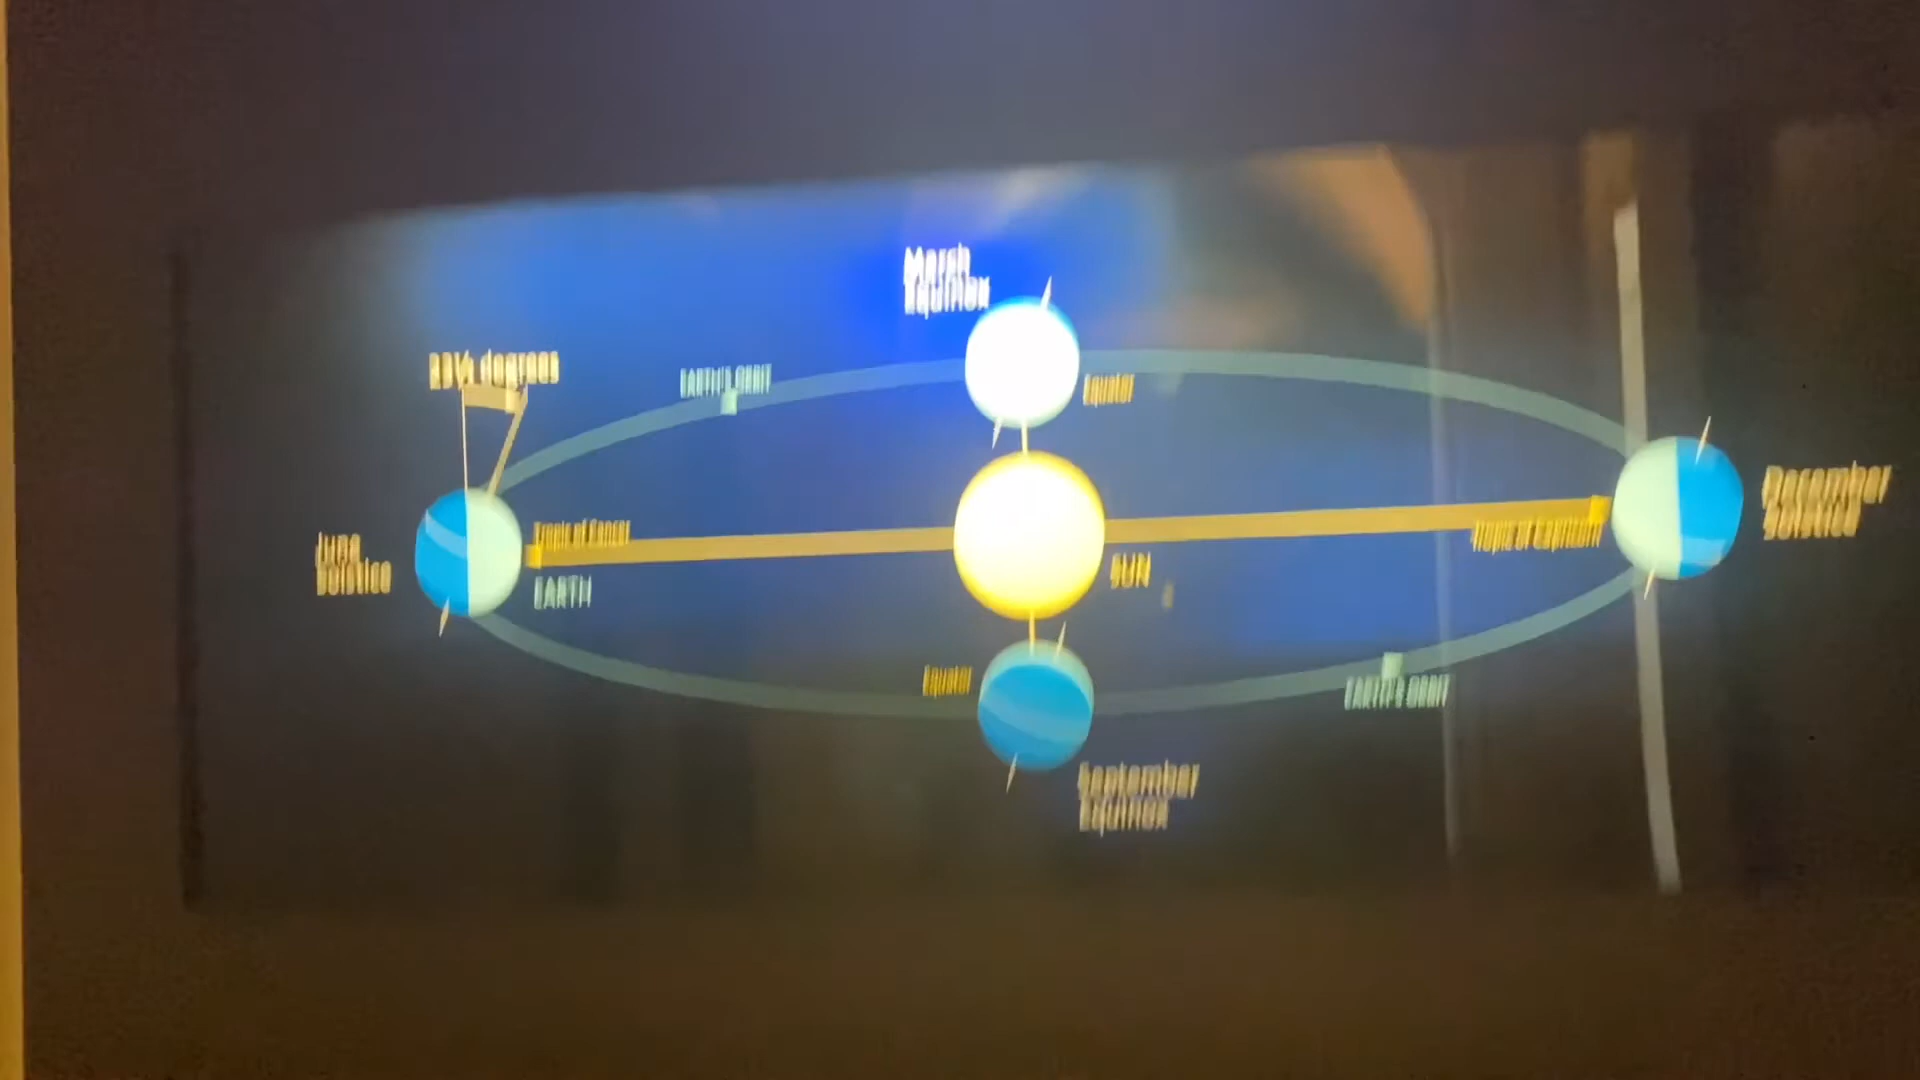 March
Equinox
23½ degrees
EARTH'S ORBIT
Equator
June
Solstice
Tropic of Cancer
EARTH
SUN
Tropic of Capricorn
December
Solstice
Equator
EARTH'S ORBIT
September
Equinox